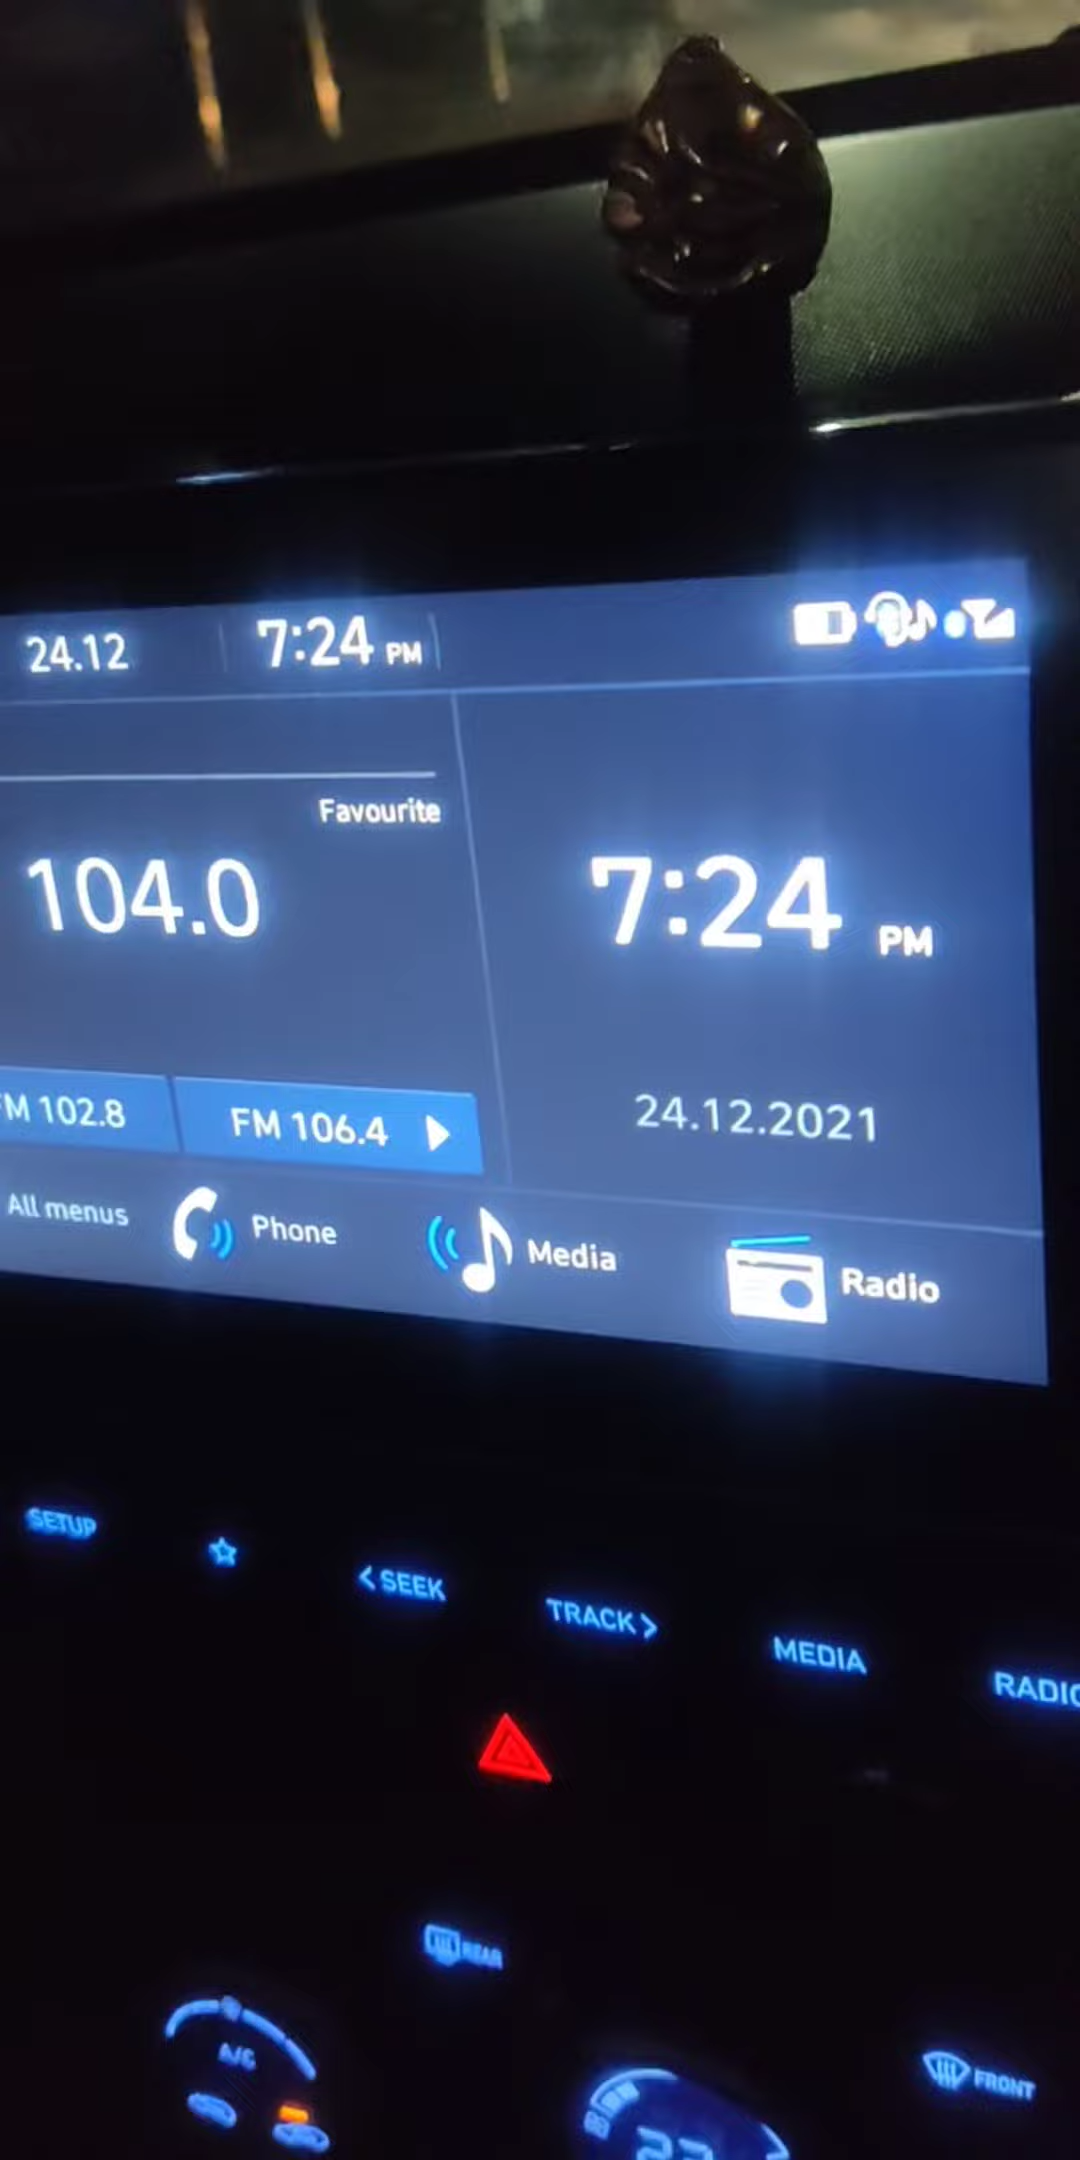 24.12
7:24 PM
Favourite
104.0
7:24 PM
FM 106.4
102.8
24.12.2021
All menus
Phone
Media
Radio
SETUP
< SEEK
TRACK >
MEDIA
REAR
A/C
FRONT